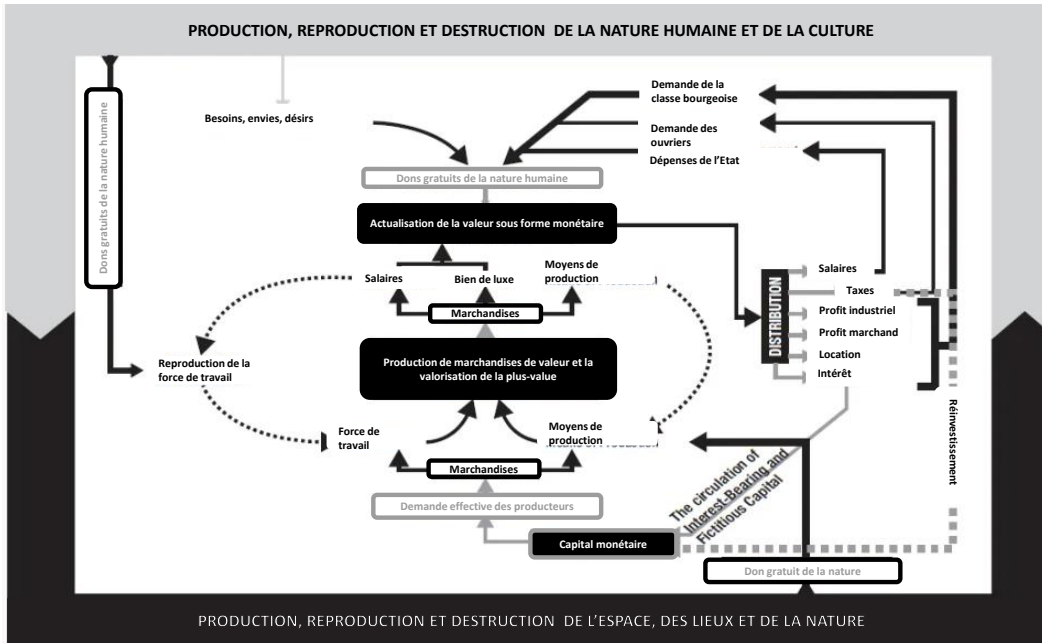 PRODUCTION, REPRODUCTION ET DESTRUCTION DE LA NATURE HUMAINE ET DE LA CULTURE
Demande de la
classe bourgeoise
Besoins, envies, désirs
Demande des
ouvriers
Dépenses de l'Etat
Dons gratuits de la nature humaine
Dons gratuits de la nature humaine
Actualisation de la valeur sous forme monétaire
Salaires
Bien de luxe
Moyens de
production
Marchandises
DISTRIBUTION
Salaires
Taxes
Profit industriel
Profit marchand
Location
Intérêt
Production de marchandises de valeur et la
valorisation de la plus-value
Reproduction de la
force de travail
Réinvestissement
Force de
travail
Moyens de
production
Marchandises
Demande effective des producteurs
The circulation of
Interest-Bearing and
Fictitious Capital
Capital monétaire
Don gratuit de la nature
PRODUCTION, REPRODUCTION ET DESTRUCTION DE L'ESPACE, DES LIEUX ET DE LA NATURE